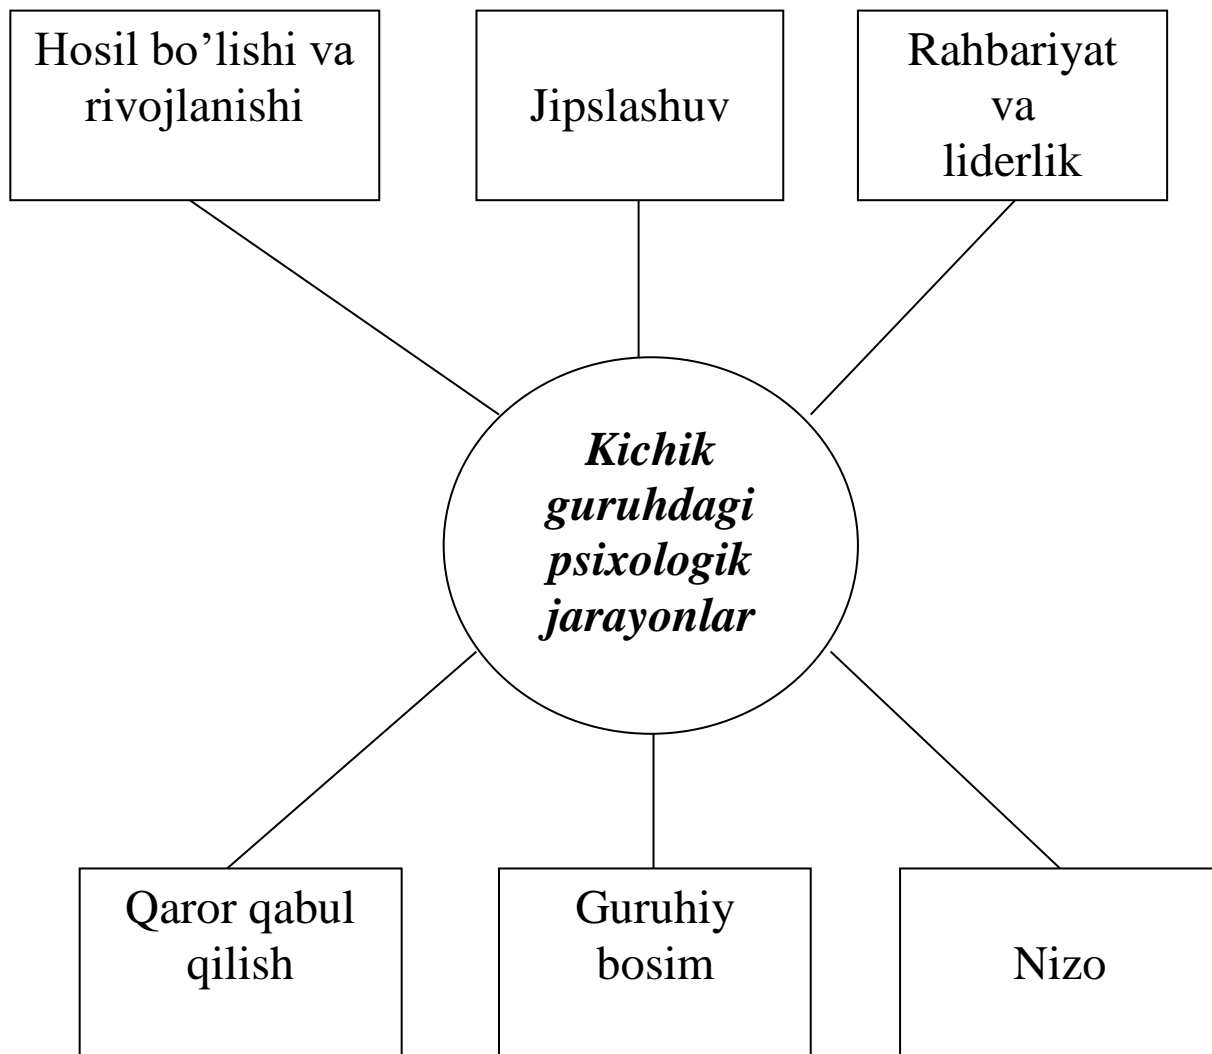 Hosil bo’lishi va
rivojlanishi
Jipslashuv
Rahbariyat
va
liderlik
Kichik
guruhdagi
psixologik
jarayonlar
Qaror qabul
qilish
Guruhiy
bosim
Nizo